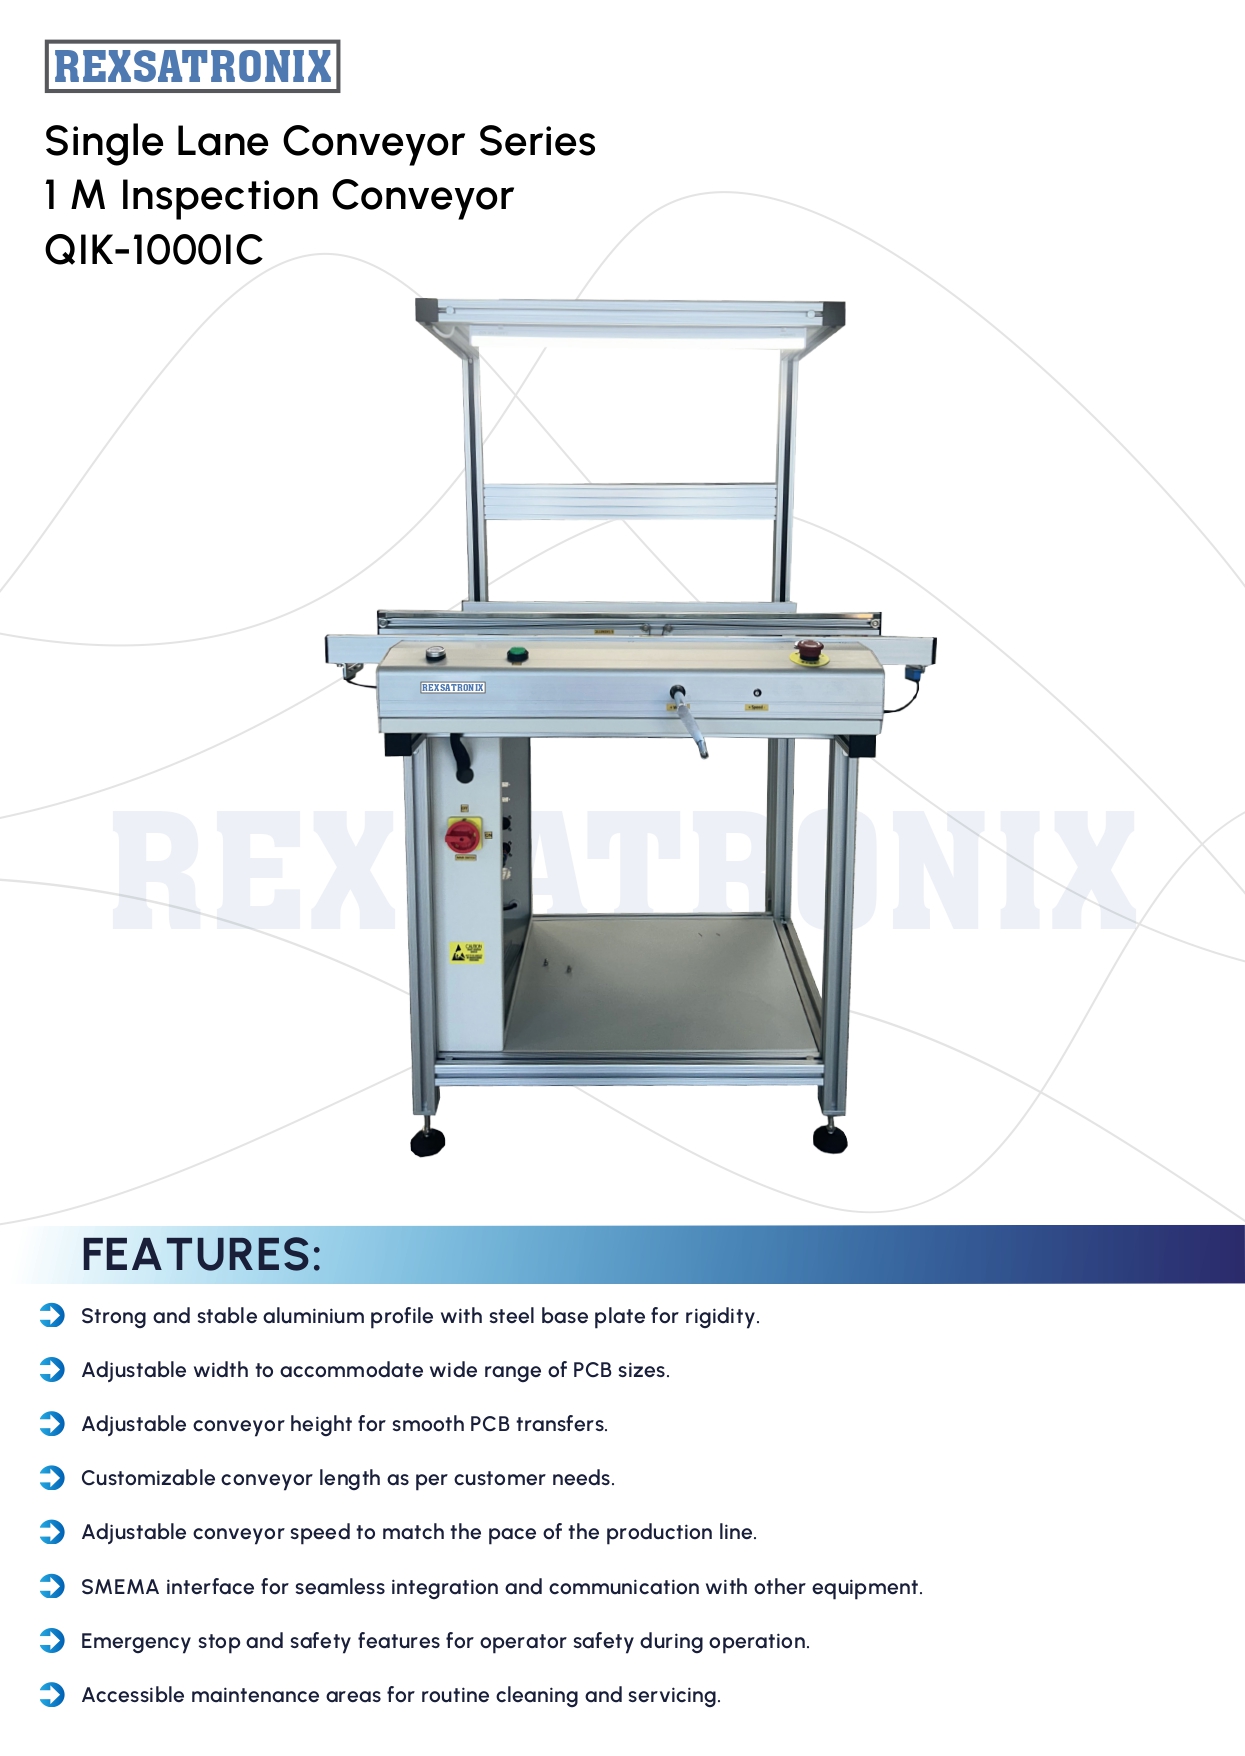 REXSATRONIX
Single Lane Conveyor Series
1 M Inspection Conveyor
QIK-1000IC
REXSATRONIX
+ Speed
OFF
ON
CAUTION
REXSATRONIX
FEATURES:
Strong and stable aluminium profile with steel base plate for rigidity.
Adjustable width to accommodate wide range of PCB sizes.
Adjustable conveyor height for smooth PCB transfers.
Customizable conveyor length as per customer needs.
Adjustable conveyor speed to match the pace of the production line.
SMEMA interface for seamless integration and communication with other equipment.
Emergency stop and safety features for operator safety during operation.
Accessible maintenance areas for routine cleaning and servicing.